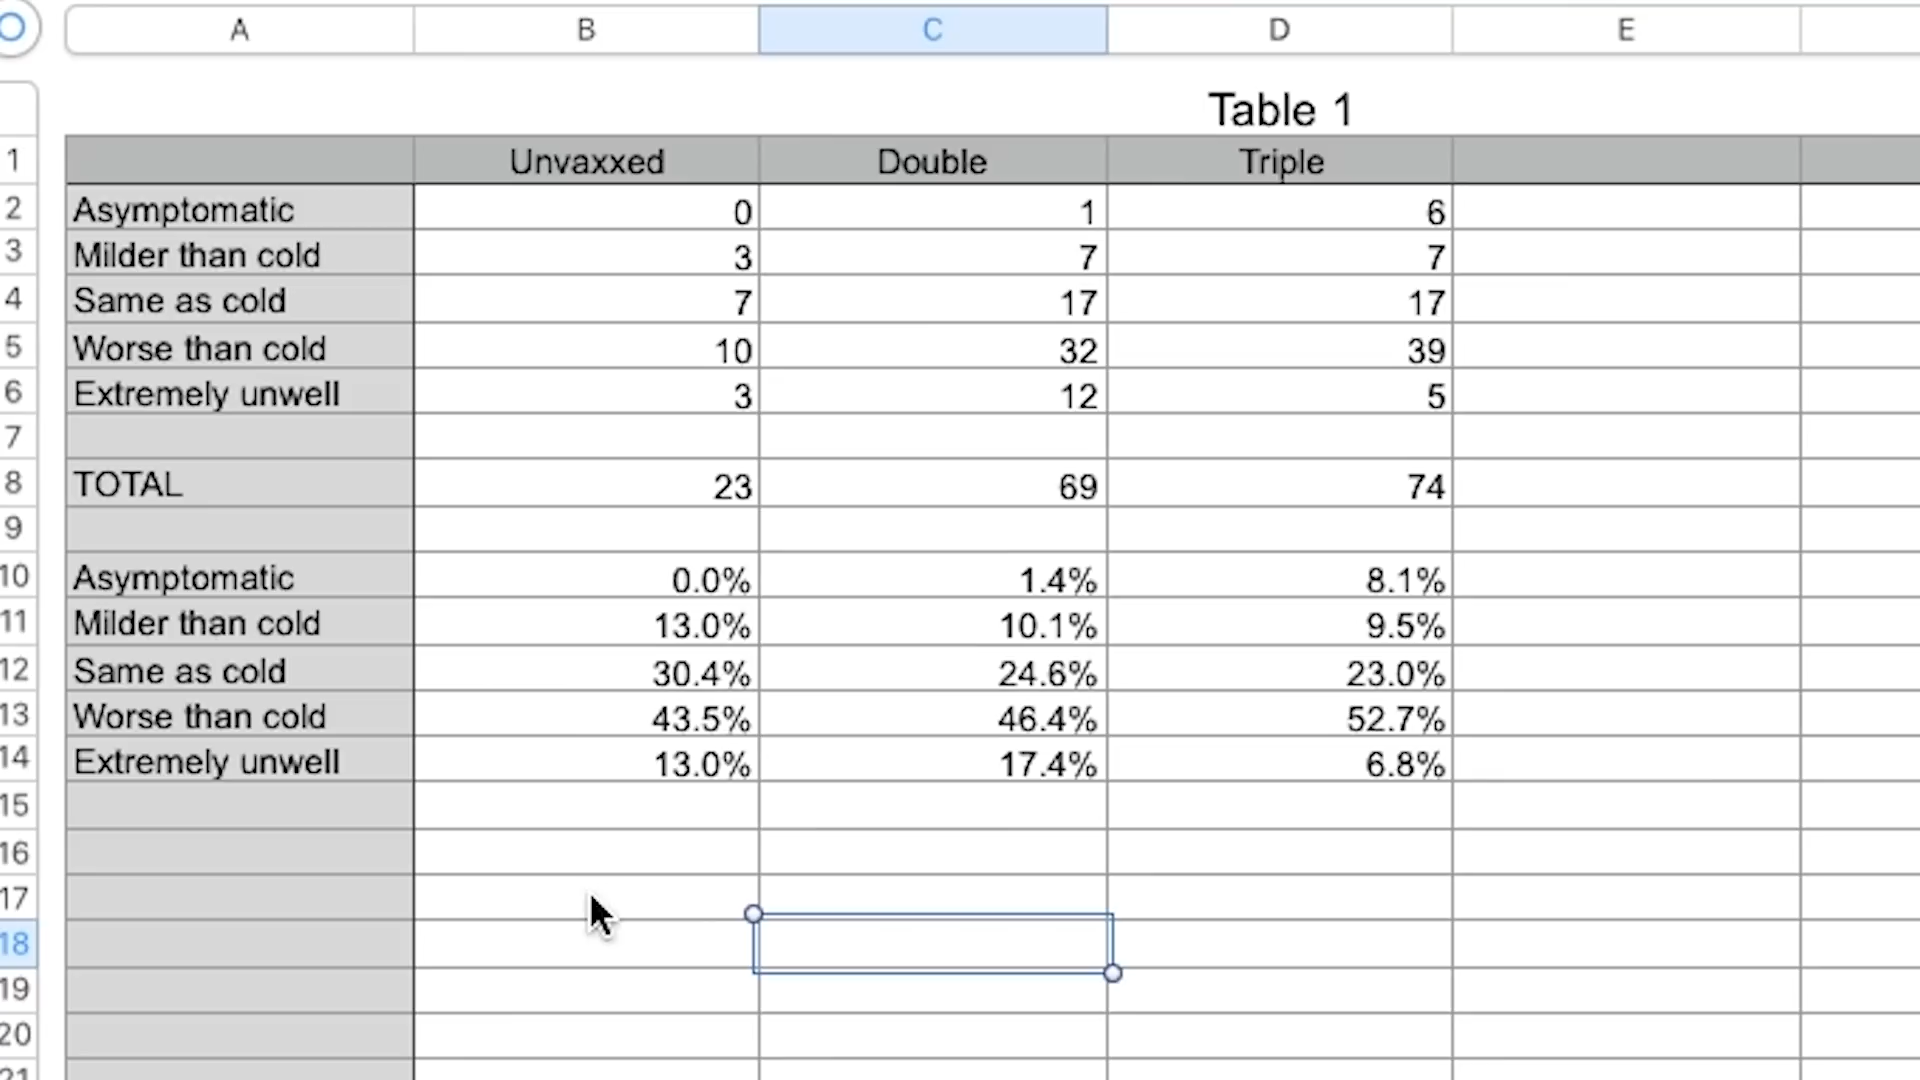 A B C D E
Table 1
1 Unvaxxed Double Triple
2 Asymptomatic 0 1 6
3 Milder than cold 3 7 7
4 Same as cold 7 17 17
5 Worse than cold 10 32 39
6 Extremely unwell 3 12 5
7
8 TOTAL 23 69 74
9
10 Asymptomatic 0.0% 1.4% 8.1%
11 Milder than cold 13.0% 10.1% 9.5%
12 Same as cold 30.4% 24.6% 23.0%
13 Worse than cold 43.5% 46.4% 52.7%
14 Extremely unwell 13.0% 17.4% 6.8%
15
16
17
18
19
20
21